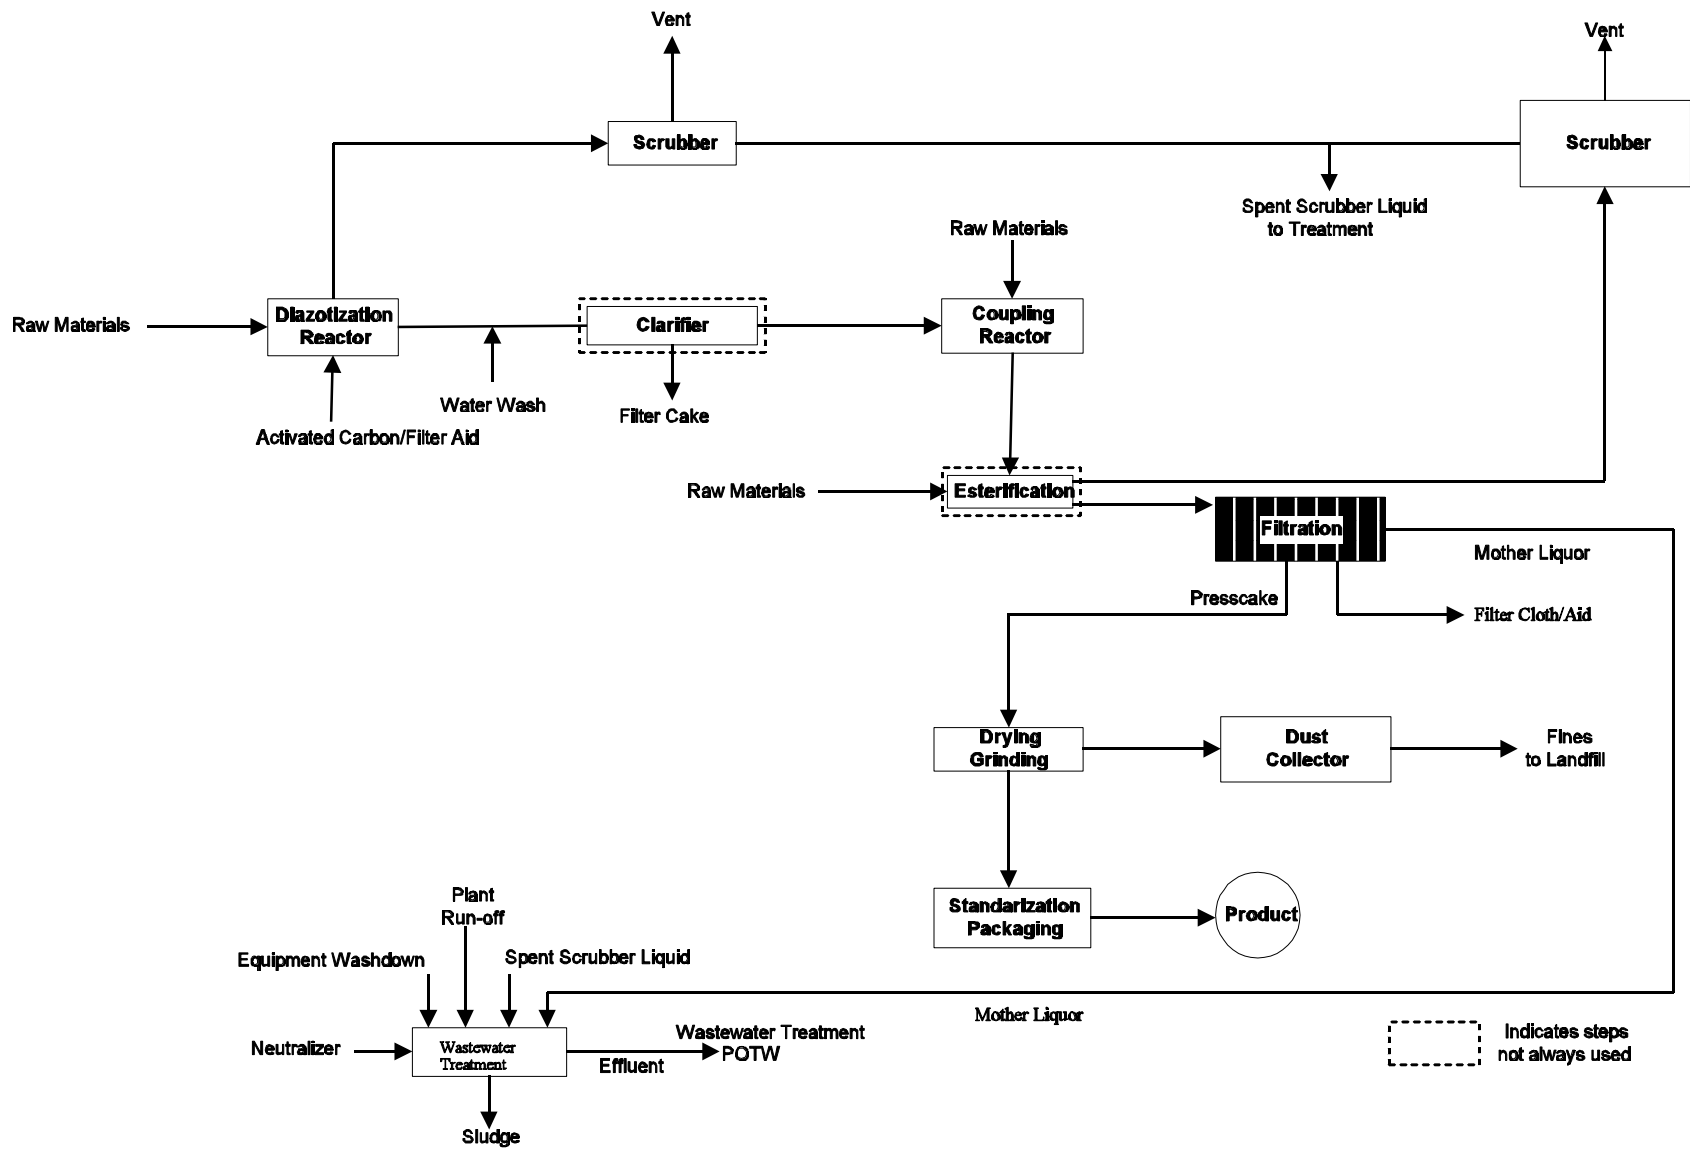 Vent
Vent
Scrubber
Scrubber
Spent Scrubber Liquid
to Treatment
Raw Materials
Raw Materials
Diazotization
Reactor
Clarifier
Coupling
Reactor
Water Wash
Filter Cake
Activated Carbon/Filter Aid
Raw Materials
Esterification
Filtration
Mother Liquor
Presscake
Filter Cloth/Aid
Drying
Grinding
Dust
Collector
Fines
to Landfill
Standarization
Packaging
Product
Plant
Run-off
Equipment Washdown
Spent Scrubber Liquid
Mother Liquor
Neutralizer
Wastewater
Treatment
Effluent
Wastewater Treatment
POTW
Sludge
Indicates steps
not always used